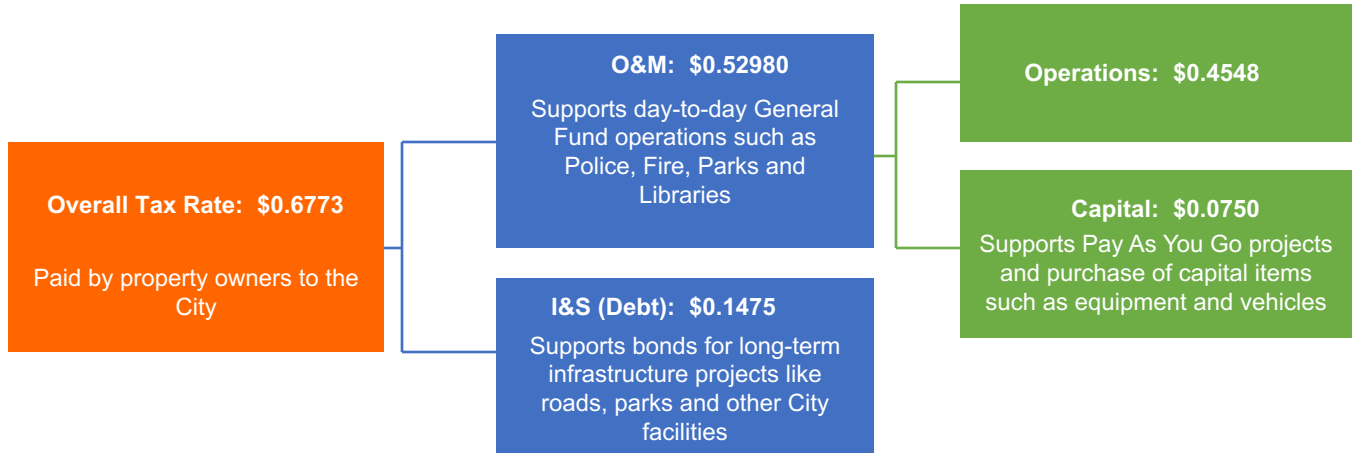 Overall Tax Rate: $0.6773
Paid by property owners to the
City
O&M: $0.52980
Supports day-to-day General
Fund operations such as
Police, Fire, Parks and
Libraries
I&S (Debt): $0.1475
Supports bonds for long-term
infrastructure projects like
roads, parks and other City
facilities
Operations: $0.4548
Capital: $0.0750
Supports Pay As You Go projects
and purchase of capital items
such as equipment and vehicles